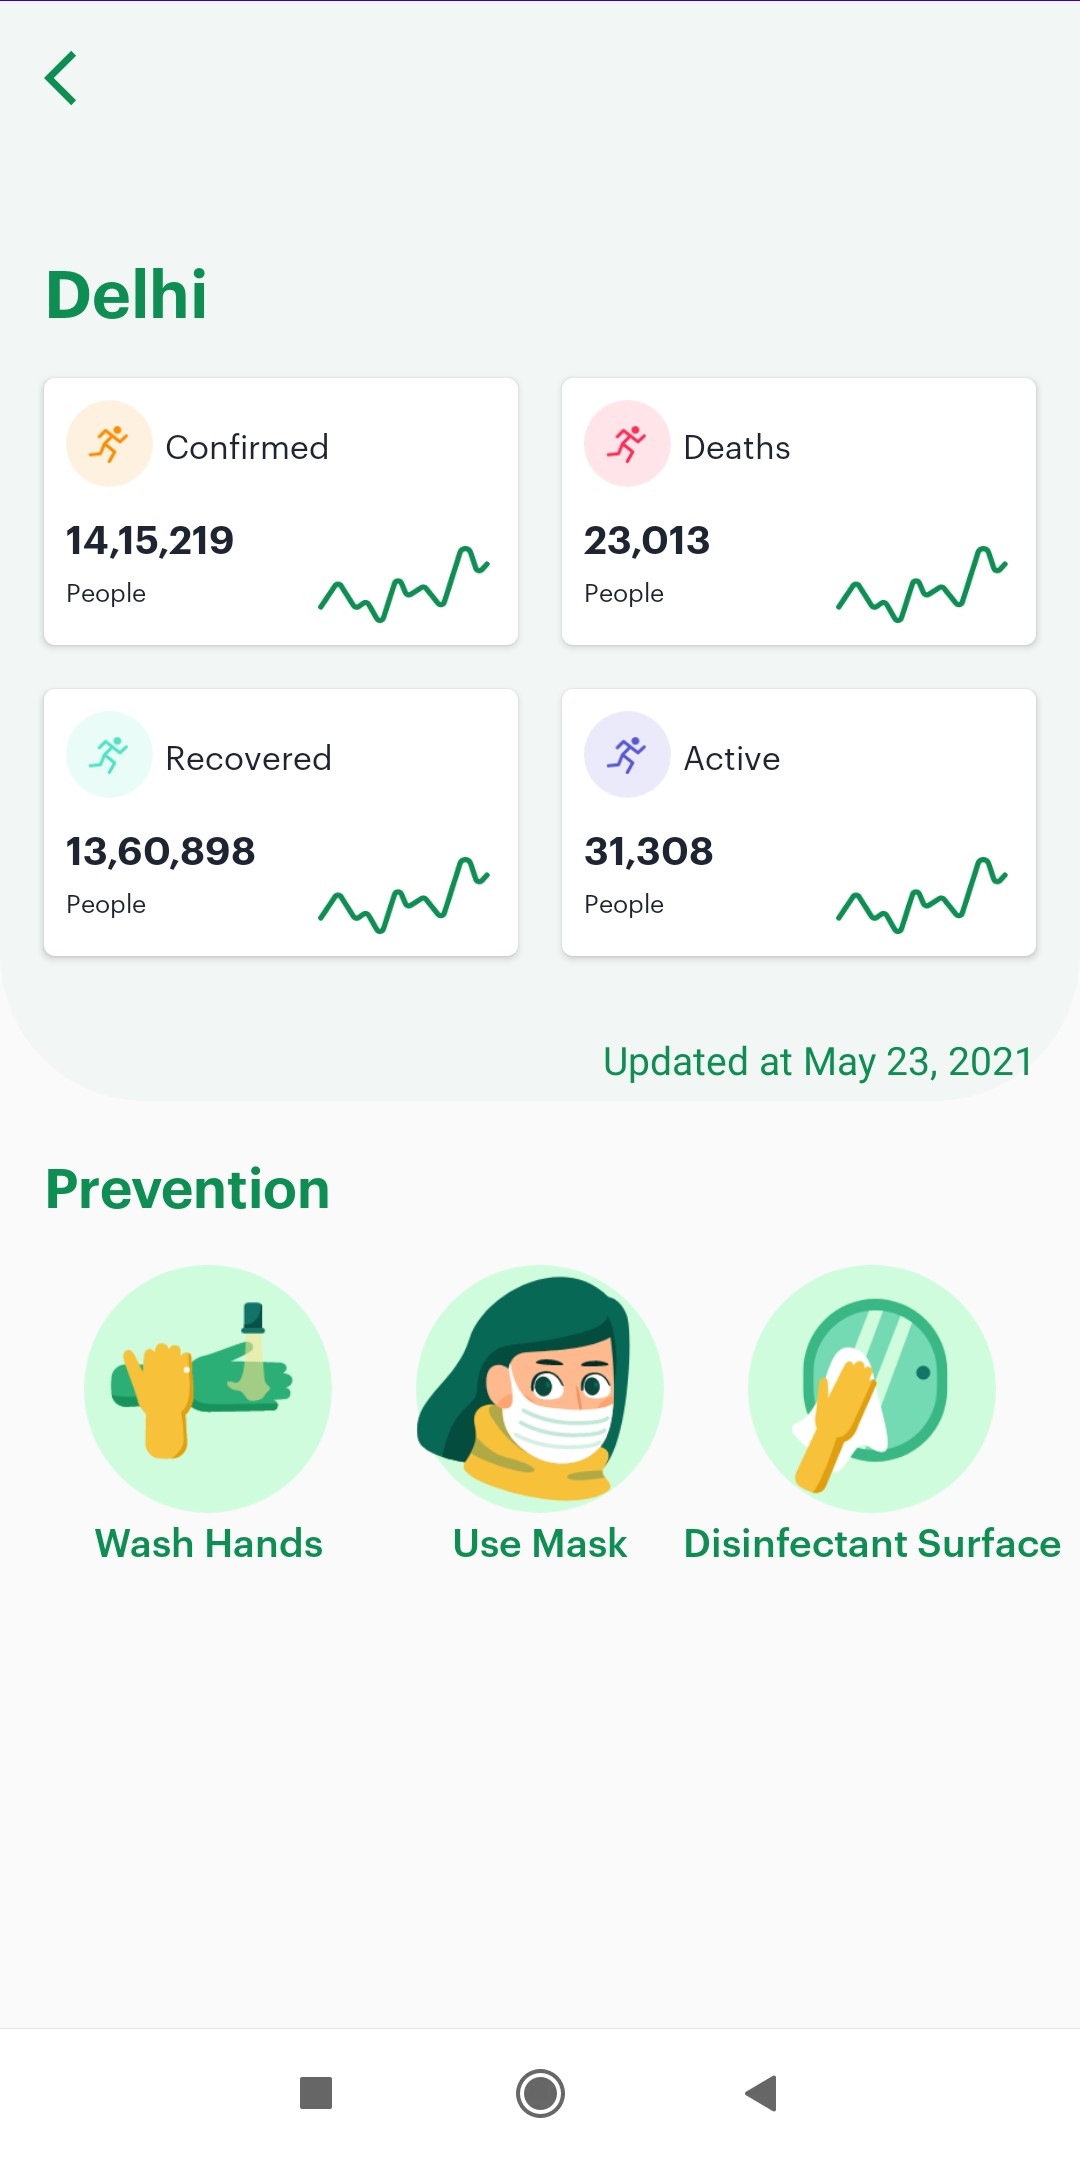 Delhi
Confirmed
14,15,219
People
Deaths
23,013
People
Recovered
13,60,898
People
Active
31,308
People
Updated at May 23, 2021
Prevention
Wash Hands
Use Mask
Disinfectant Surface